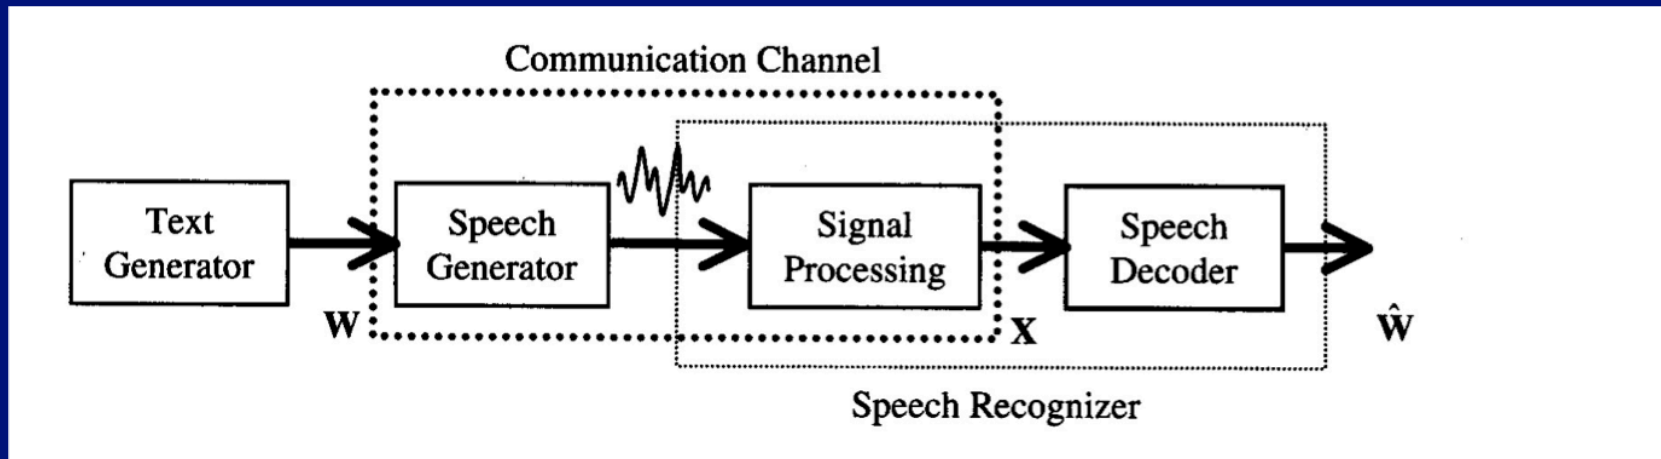 Communication Channel
Text
Generator
Speech
Generator
Signal
Processing
Speech
Decoder
W
X
Ŵ
Speech Recognizer